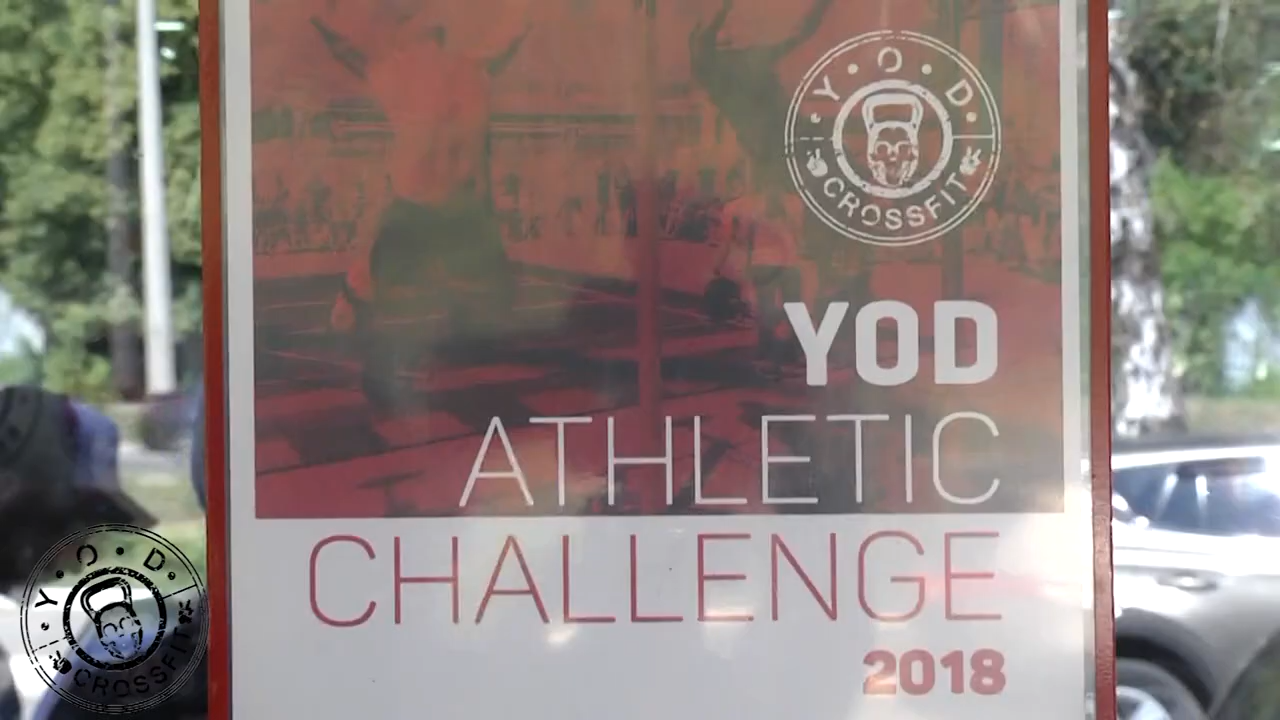 Y • O • D
CROSSFIT
YOD
ATHLETIC
CHALLENGE
2018
Y • O • D
CROSSFIT